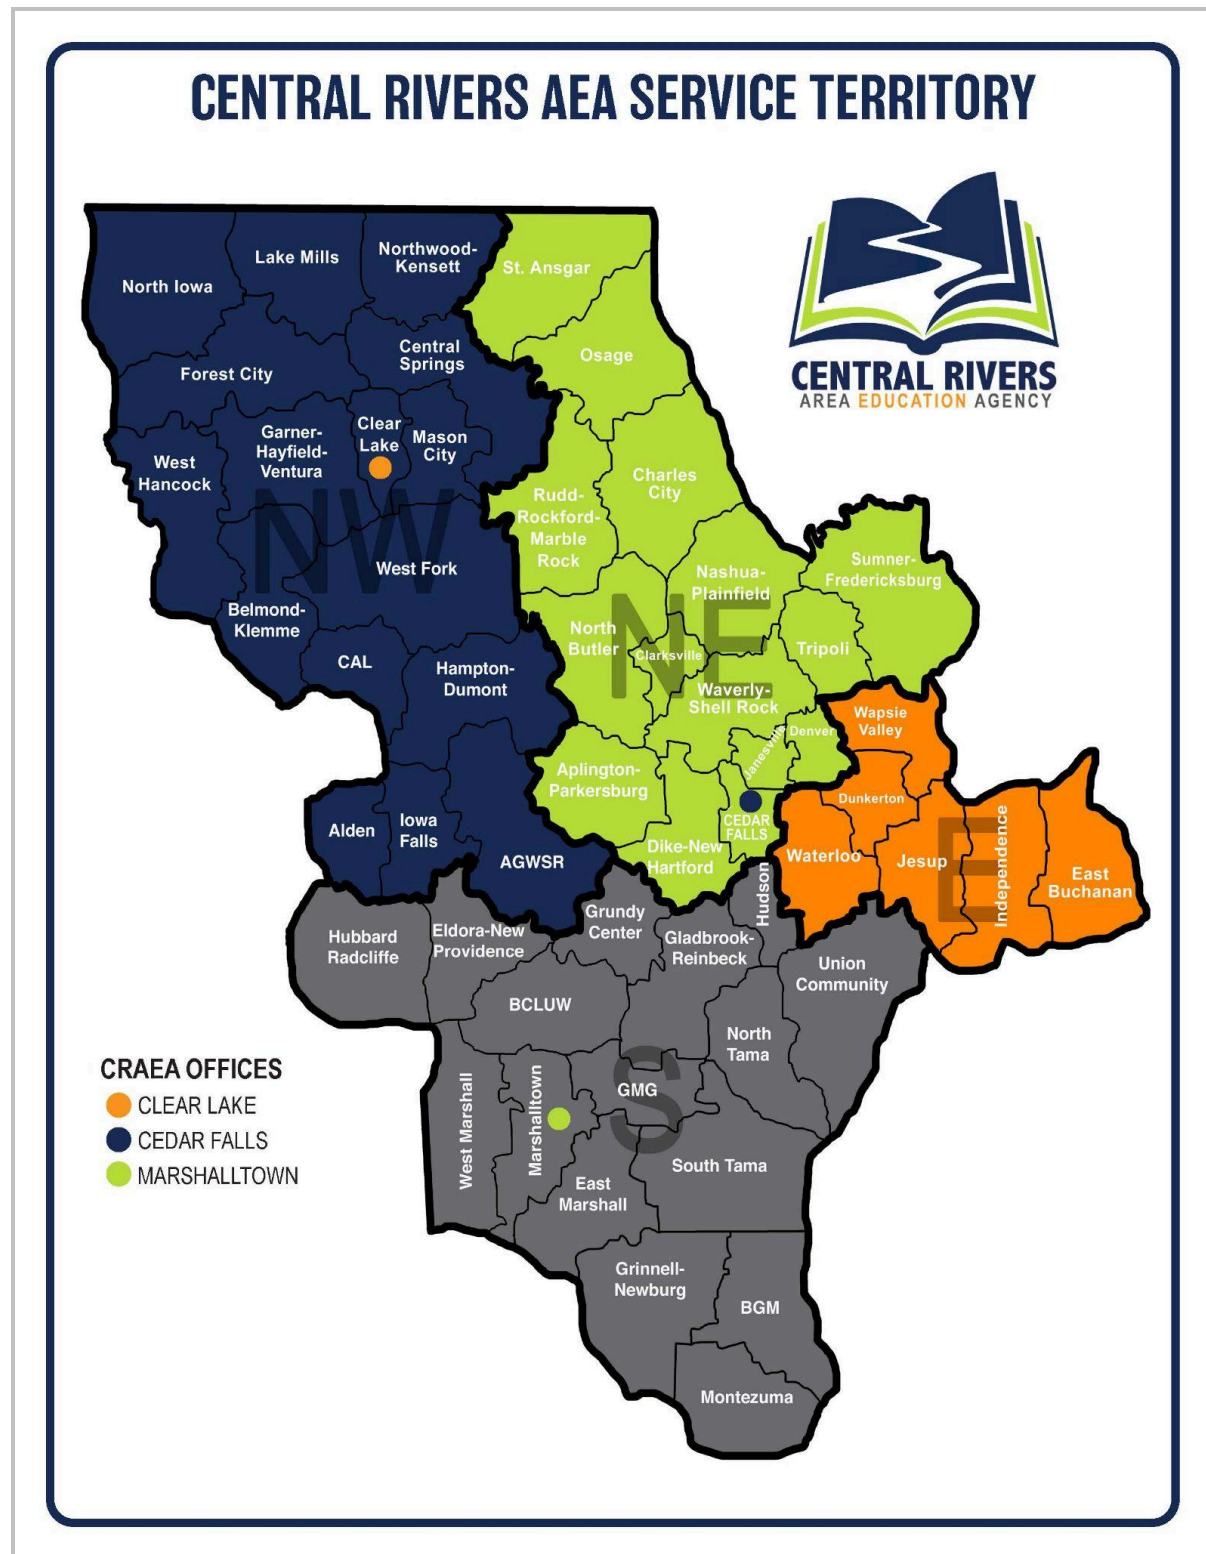 CENTRAL RIVERS AEA SERVICE TERRITORY
CENTRAL RIVERS
AREA EDUCATION AGENCY
North Iowa
Lake Mills
Northwood-
Kensett
St. Ansgar
Osage
Central
Springs
Forest City
Clear
Lake
Mason
City
Garner-
Hayfield-
Ventura
West
Hancock
NW
Charles
City
Rudd-
Rockford-
Marble
Rock
West Fork
Nashua-
Plainfield
Sumner-
Fredericksburg
Belmond-
Klemme
North
Butler
NE
Clarksville
Tripoli
CAL
Hampton-
Dumont
Waverly-
Shell Rock
Wapsie
Valley
Janesville
Denver
Aplington-
Parkersburg
Dunkerton
Alden
Iowa
Falls
AGWSR
CEDAR
FALLS
Dike-New
Hartford
Waterloo
Jesup
E
Independence
East
Buchanan
Hudson
Grundy
Center
Hubbard
Radcliffe
Eldora-New
Providence
Gladbrook-
Reinbeck
Union
Community
BCLUW
North
Tama
GMG
S
West Marshall
Marshalltown
South Tama
East
Marshall
Grinnell-
Newburg
BGM
Montezuma
CRAEA OFFICES
CLEAR LAKE
CEDAR FALLS
MARSHALLTOWN